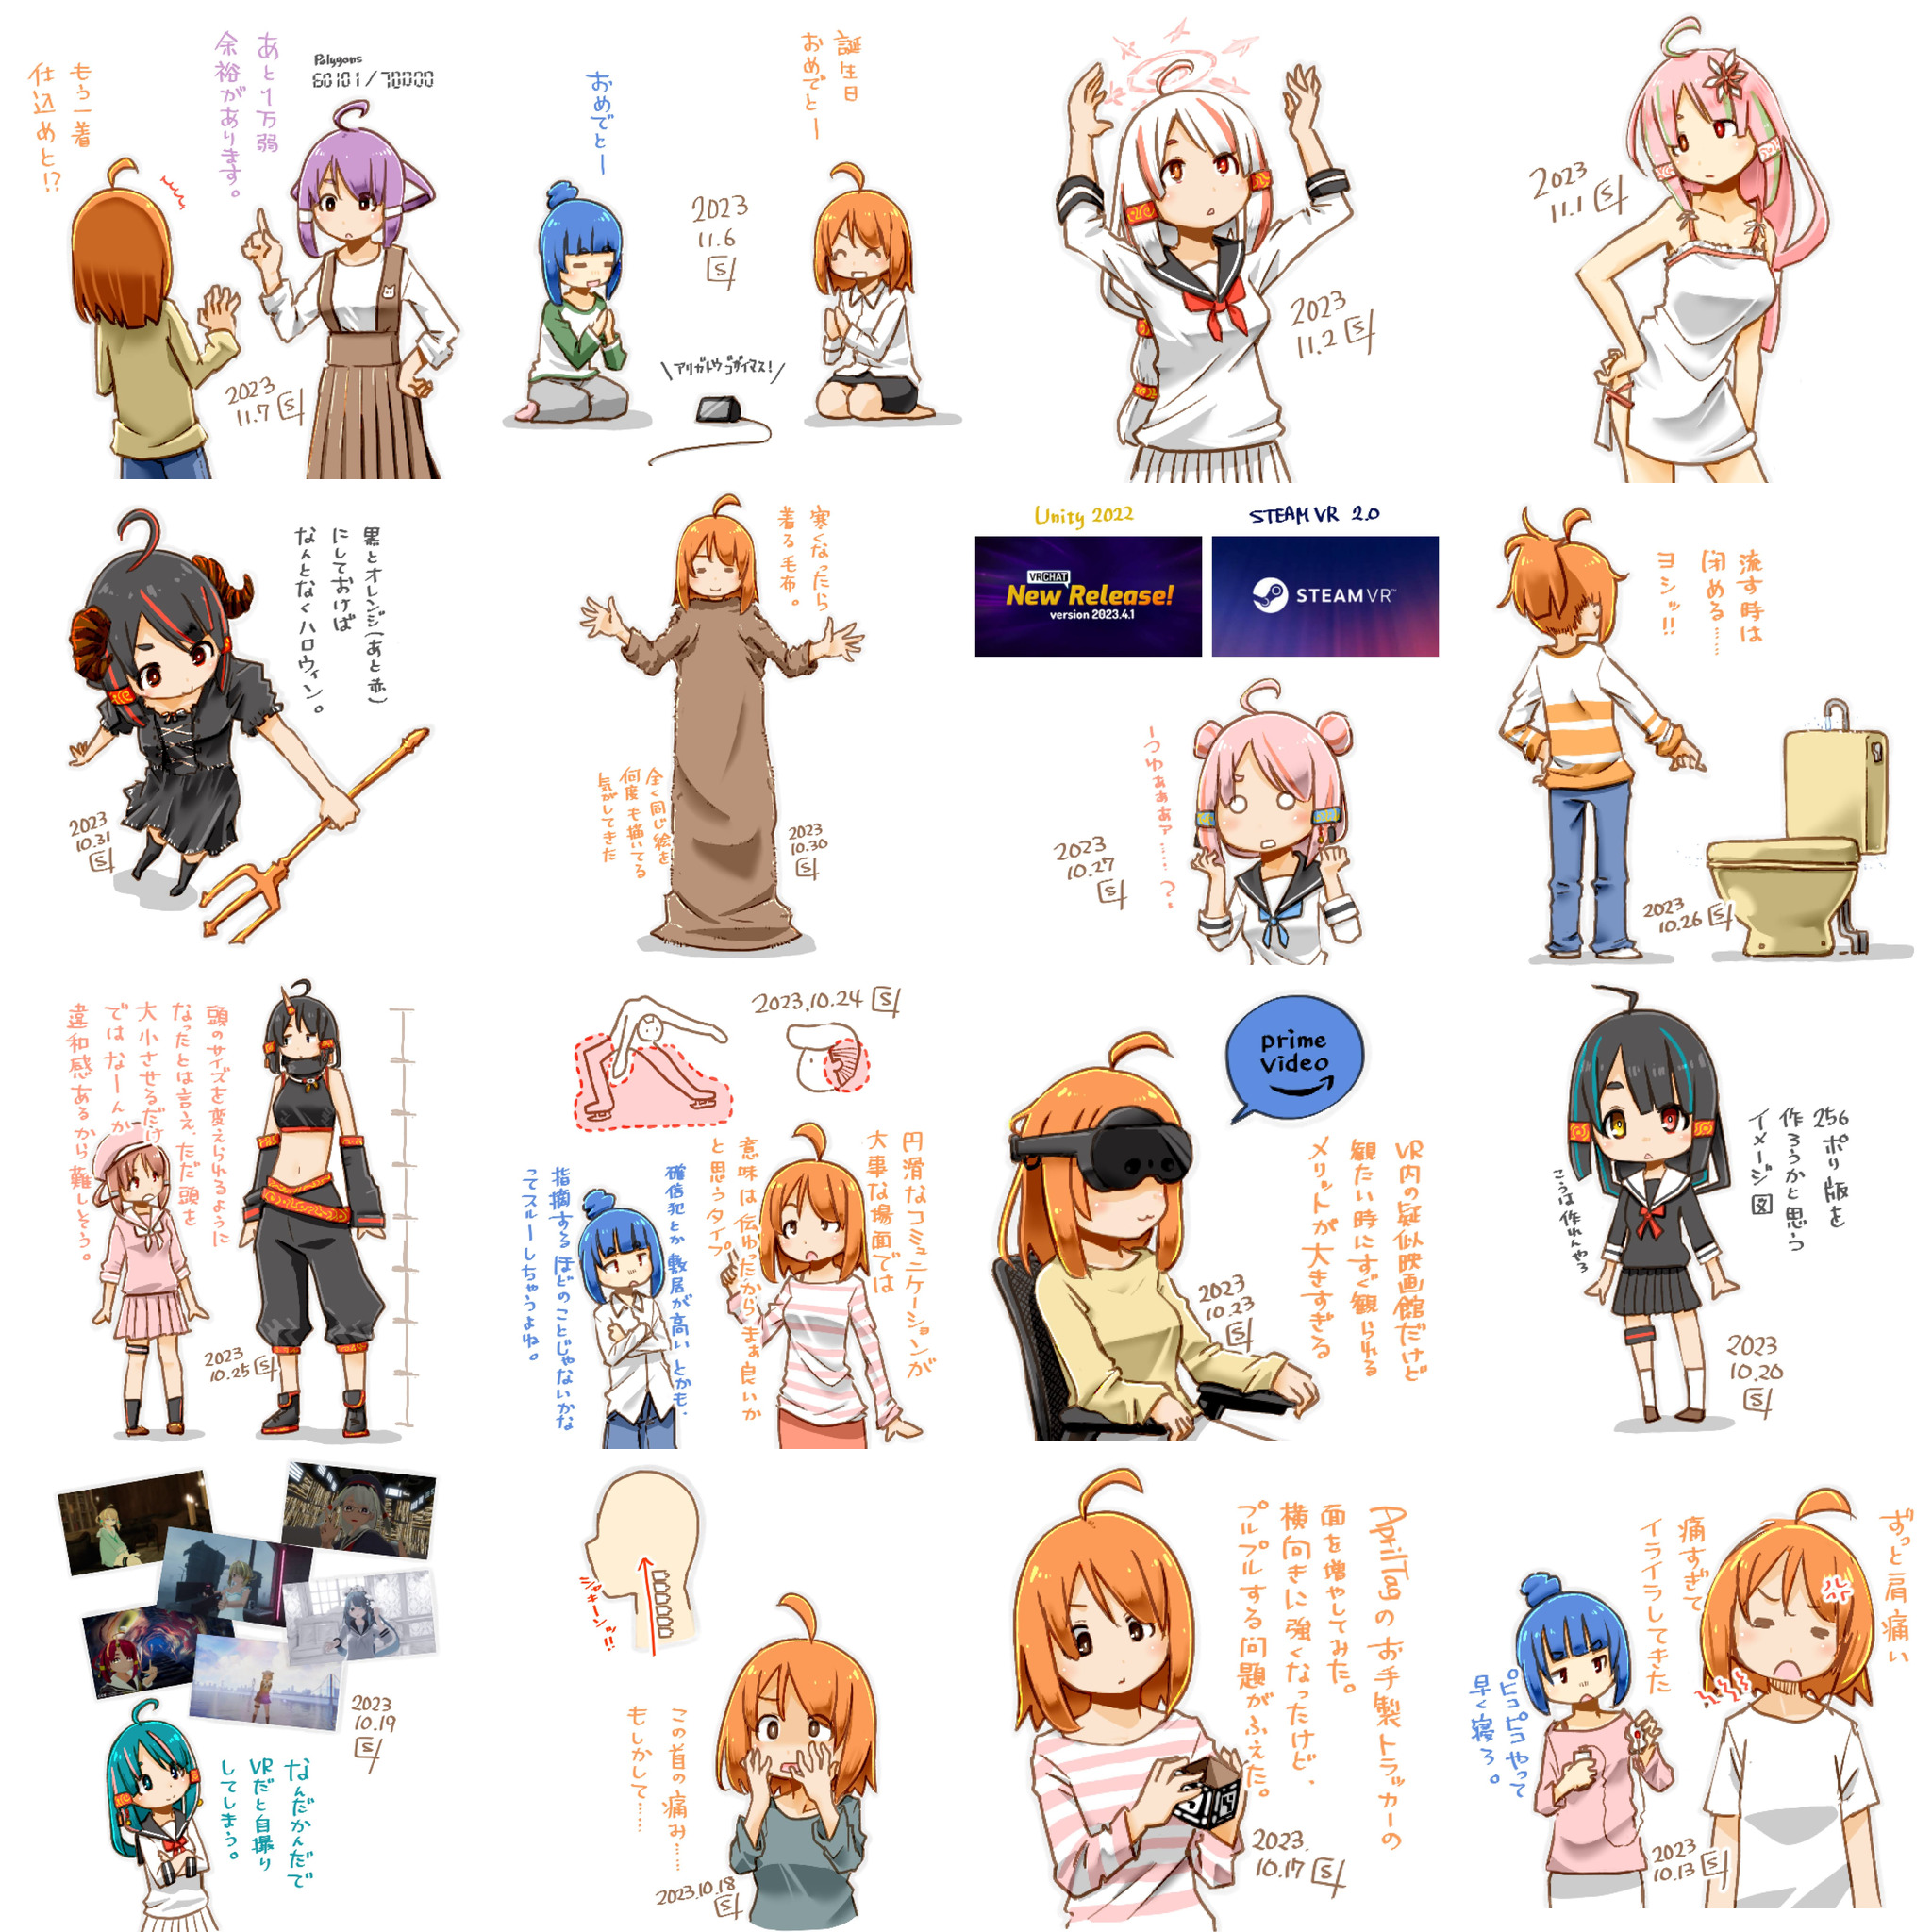 Polygons
60101/70000
あと1万弱
余裕があります。
もう一着
仕込めと!?
2023
11.7
誕生日
おめでとー
おめでとー
2023
11.6
アリガトウゴザイマス!
2023
11.2
2023
11.1
黒とオレンジ(あと赤)
にしておけば
なんとなくハロウィン。
2023
10.31
寒くなったら
着る毛布。
全く同じ絵を
何度も描いてる
気がしてきた
2023
10.30
Unity 2022
STEAM VR 2.0
VRCHAT
New Release!
version 2023.4.1
STEAMVR™
ーつゅぁぁぁァ……?
2023
10.27
流す時は
閉める……
ヨシッ!!
2023
10.26
頭のサイズを変えられるように
なったとは言え、ただ頭を
大小させるだけ
ではなーんか
違和感あるから難しそう。
2023
10.25
2023.10.24
円滑なコミュニケーションが
大事な場面では
確信犯とか敷居が高いとかも、
意味は伝わったからまぁ良いか
と思うタイプ
指摘するほどのことじゃないかな
ってスルーしちゃうよね。
prime
video
VR内の疑似映画館だけど
観たい時にすぐ観られる
メリットが大きすぎる
2023
10.23
256ポリ版を
作ろうかと思う
イメージ図
こうは作れんやろ
2023
10.20
2023
10.19
なんだかんだで
VRだと自撮り
してしまう。
シャキーンッ!!
この首の痛み……
もしかして……
2023.10.18
AprilTagのお手製トラッカーの
面を増やしてみた。
横向きに強くなったけど、
プルプルする問題がふえた。
2023.
10.17
ずっと肩痛い
痛すぎて
イライラしてきた
ピコピコやって
早く寝ろ。
2023
10.13